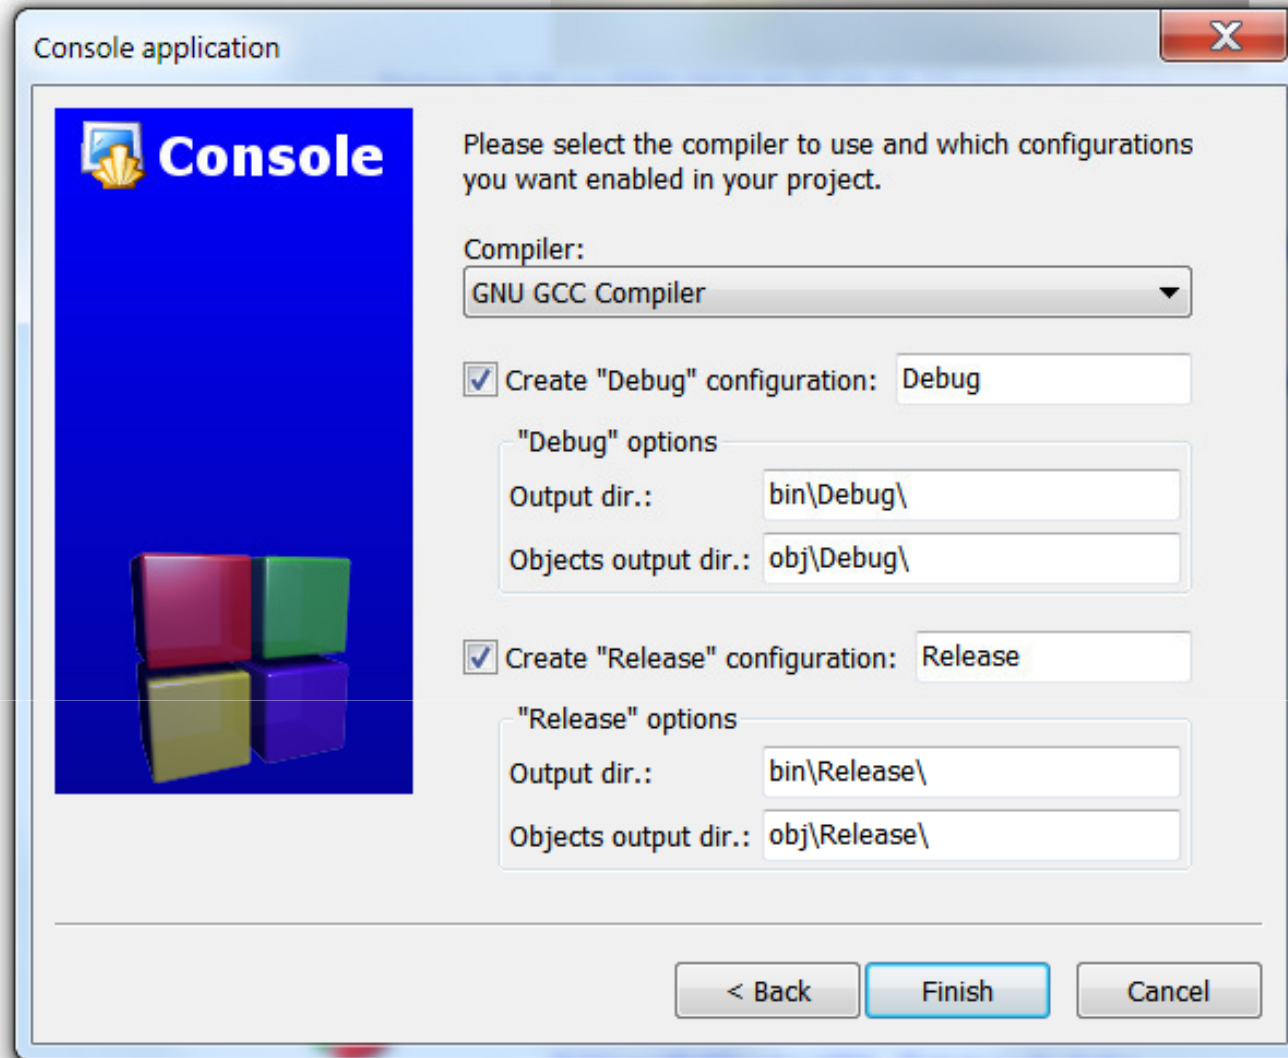 Console application
Console
Please select the compiler to use and which configurations
you want enabled in your project.
Compiler:
GNU GCC Compiler
Create "Debug" configuration: Debug
"Debug" options
Output dir.: bin\Debug\
Objects output dir.: obj\Debug\
Create "Release" configuration: Release
"Release" options
Output dir.: bin\Release\
Objects output dir.: obj\Release\
< Back Finish Cancel